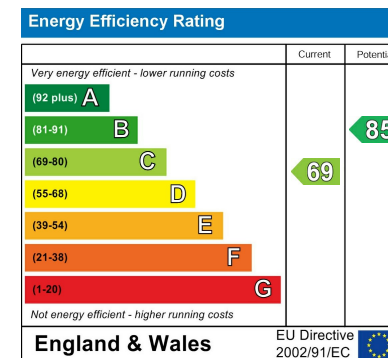 Energy Efficiency Rating
Current
Potenti
Very energy efficient - lower running costs
(92 plus) A
(81-91) B
85
(69-80) C
69
(55-68) D
(39-54) E
(21-38) F
(1-20) G
Not energy efficient - higher running costs
England & Wales
EU Directive
2002/91/EC